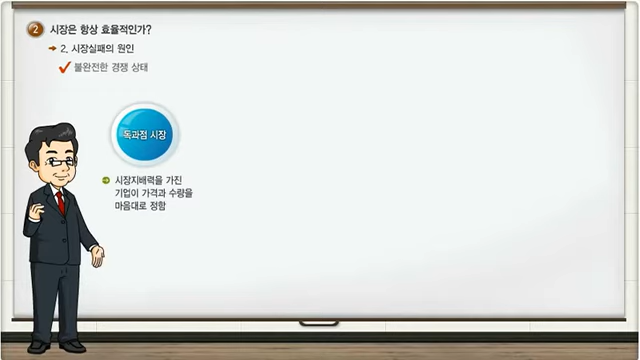 2 시장은 항상 효율적인가?
2. 시장실패의 원인
불완전한 경쟁 상태
독과점 시장
시장지배력을 가진
기업이 가격과 수량을
마음대로 정함